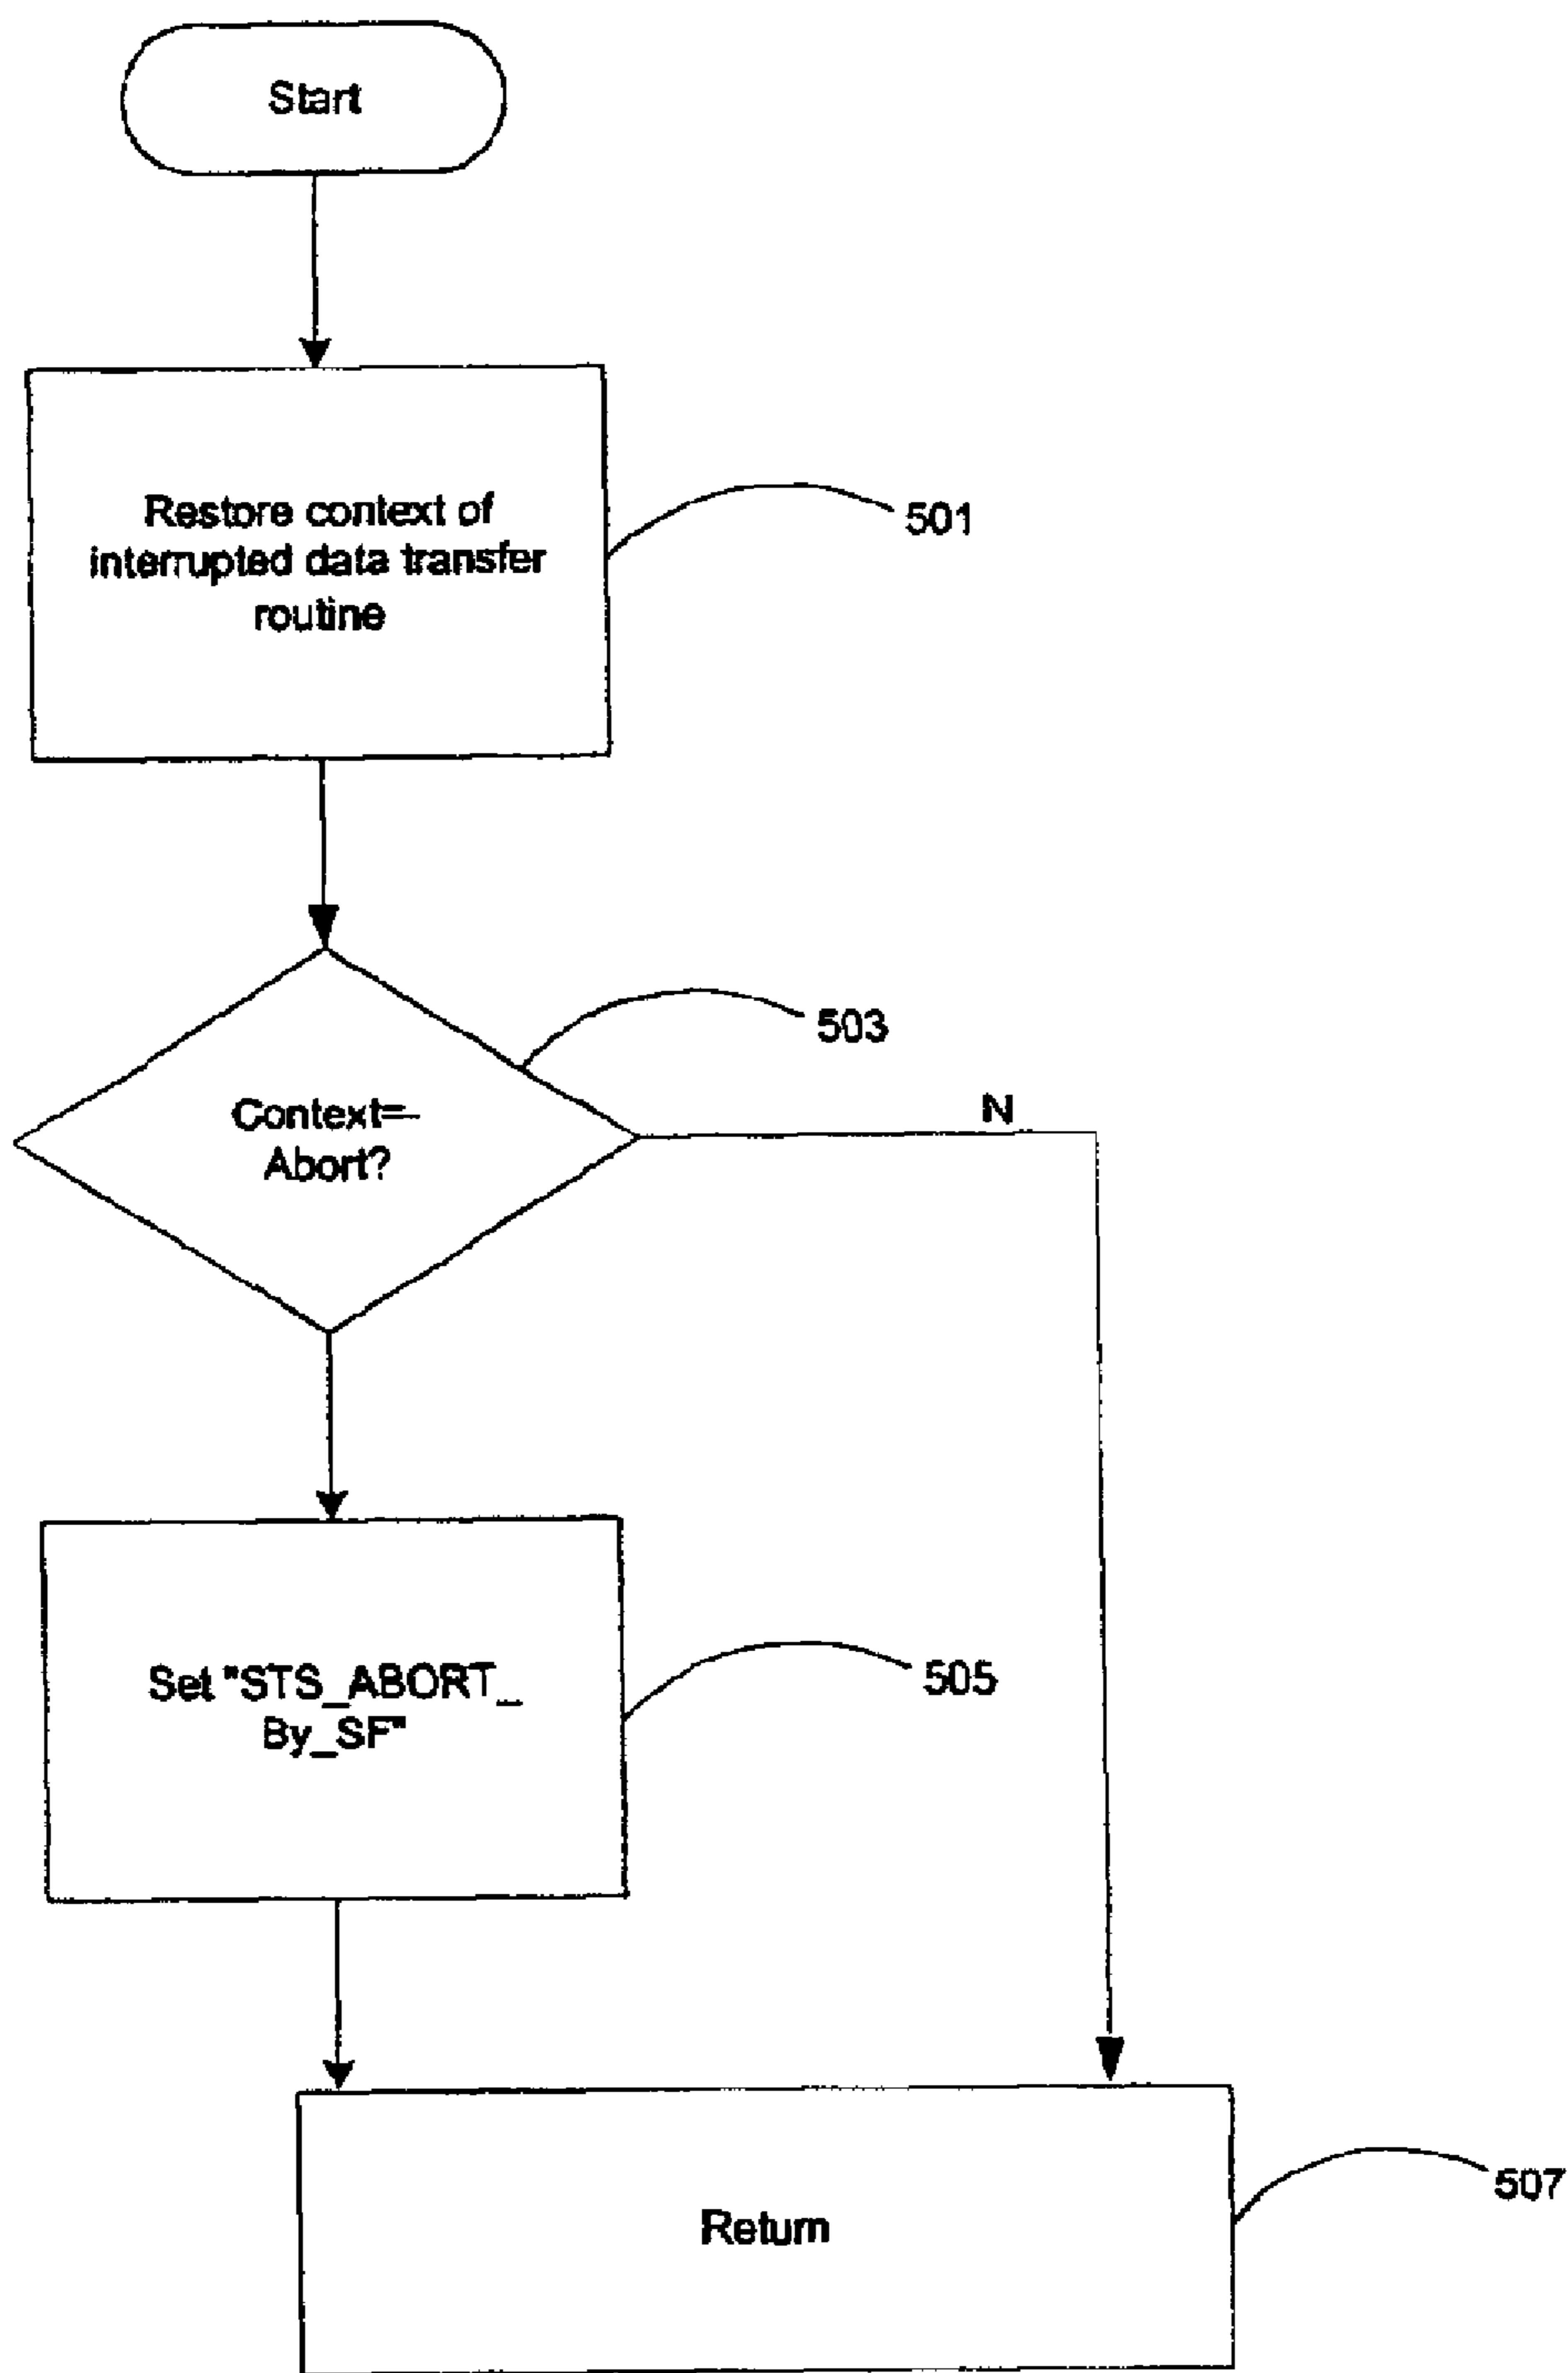 Start
Restore context of
interrupted data transfer
routine
501
503
Context=
Abort?
N
Set "STS_ABORT_
By_SF"
505
Return
507